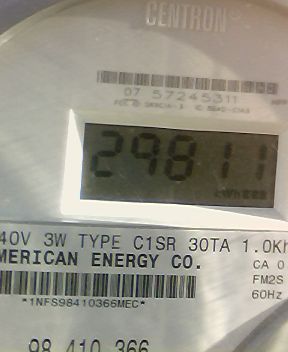 CENTRON
07 57245311
29811
40V 3W TYPE C1SR 30TA 1.0Kh
MERICAN ENERGY CO.
CA 0
FM2S
60Hz
*1NFS98410366MEC*
98 410 366